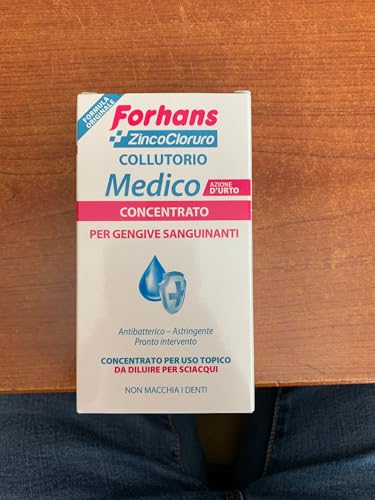 FORMULA
ORIGINALE
Forhans
ZincoCloruro
COLLUTORIO
Medico
AZIONE
D'URTO
CONCENTRATO
PER GENGIVE SANGUINANTI
Antibatterico – Astringente
Pronto intervento
CONCENTRATO PER USO TOPICO
DA DILUIRE PER SCIACQUI
NON MACCHIA I DENTI